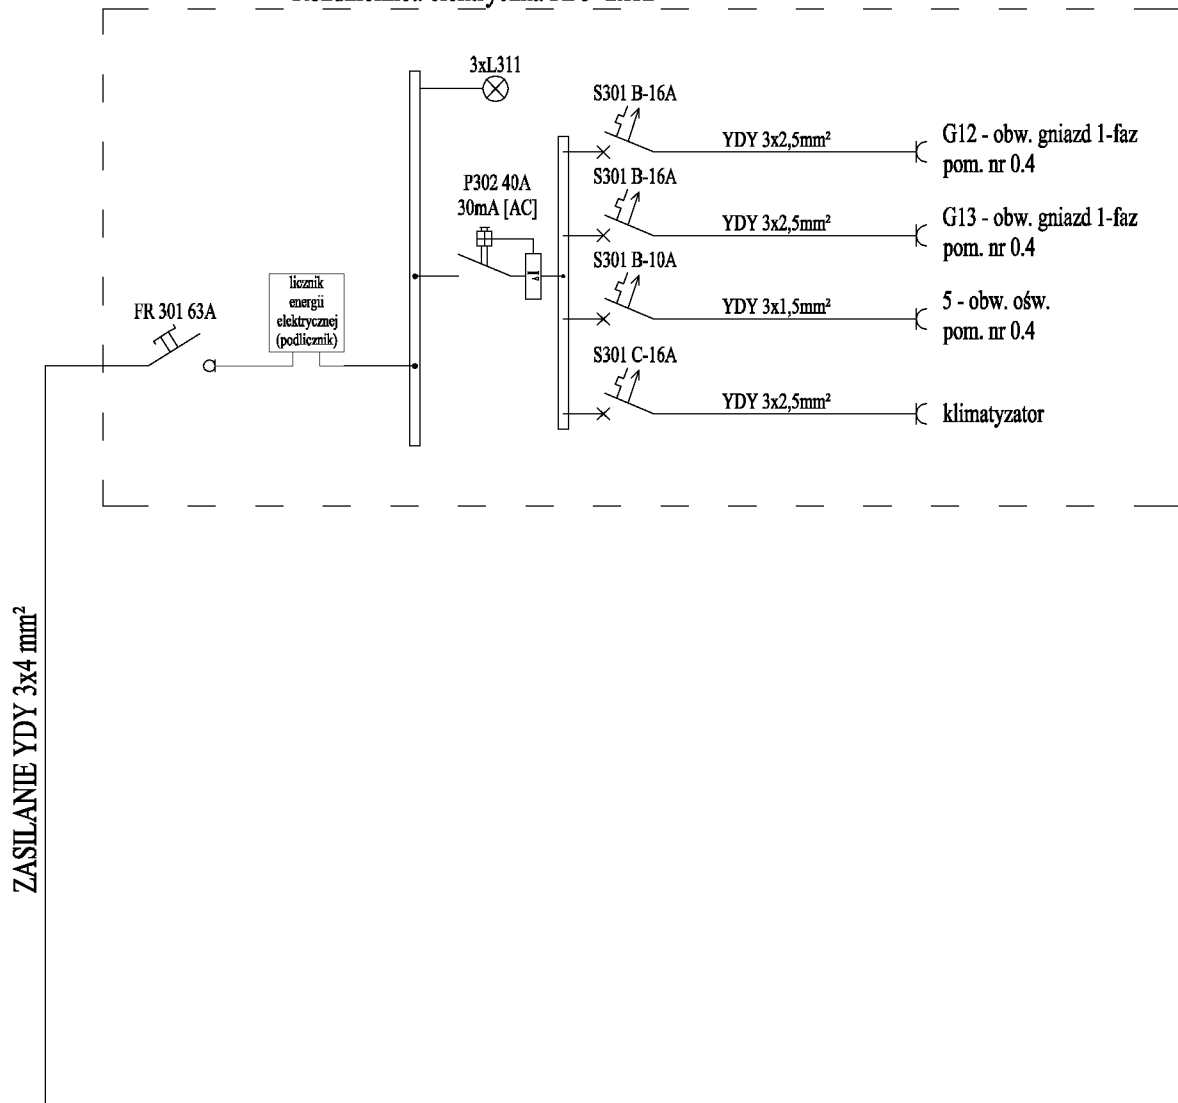 3xL311
S301 B-16A
YDY 3x2,5mm²
G12 - obw. gniazd 1-faz
pom. nr 0.4
P302 40A
30mA [AC]
S301 B-16A
YDY 3x2,5mm²
G13 - obw. gniazd 1-faz
pom. nr 0.4
S301 B-10A
YDY 3x1,5mm²
5 - obw. ośw.
pom. nr 0.4
FR 301 63A
licznik
energii
elektrycznej
(podlicznik)
S301 C-16A
YDY 3x2,5mm²
klimatyzator
ZASILANIE YDY 3x4 mm²